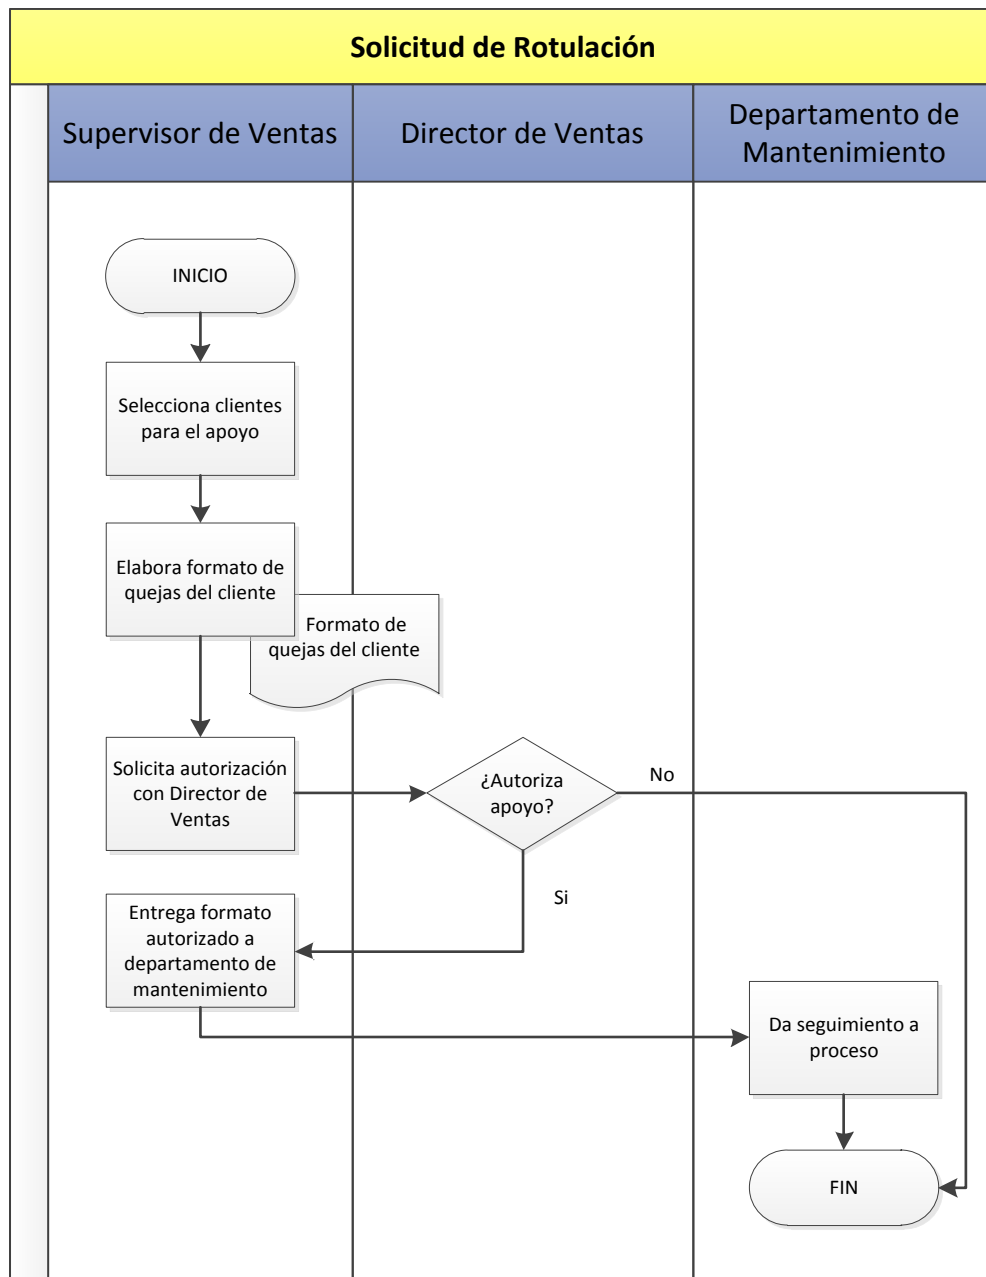 Solicitud de Rotulación
Supervisor de Ventas
Director de Ventas
Departamento de
Mantenimiento
INICIO
Selecciona clientes
para el apoyo
Elabora formato de
quejas del cliente
Formato de
quejas del cliente
Solicita autorización
con Director de
Ventas
¿Autoriza
apoyo?
No
Si
Entrega formato
autorizado a
departamento de
mantenimiento
Da seguimiento a
proceso
FIN